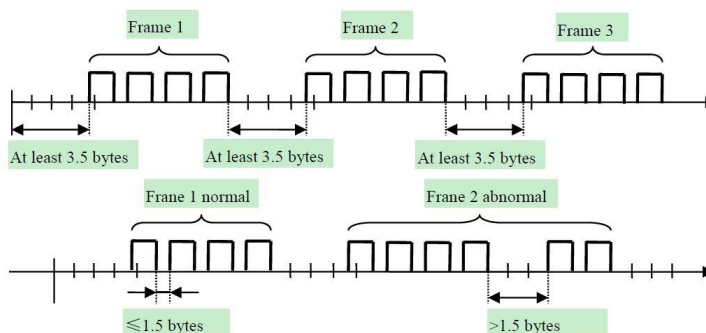 Frame 1
Frame 2
Frame 3
At least 3.5 bytes
At least 3.5 bytes
At least 3.5 bytes
Frane 1 normal
Frane 2 abnormal
≤1.5 bytes
>1.5 bytes